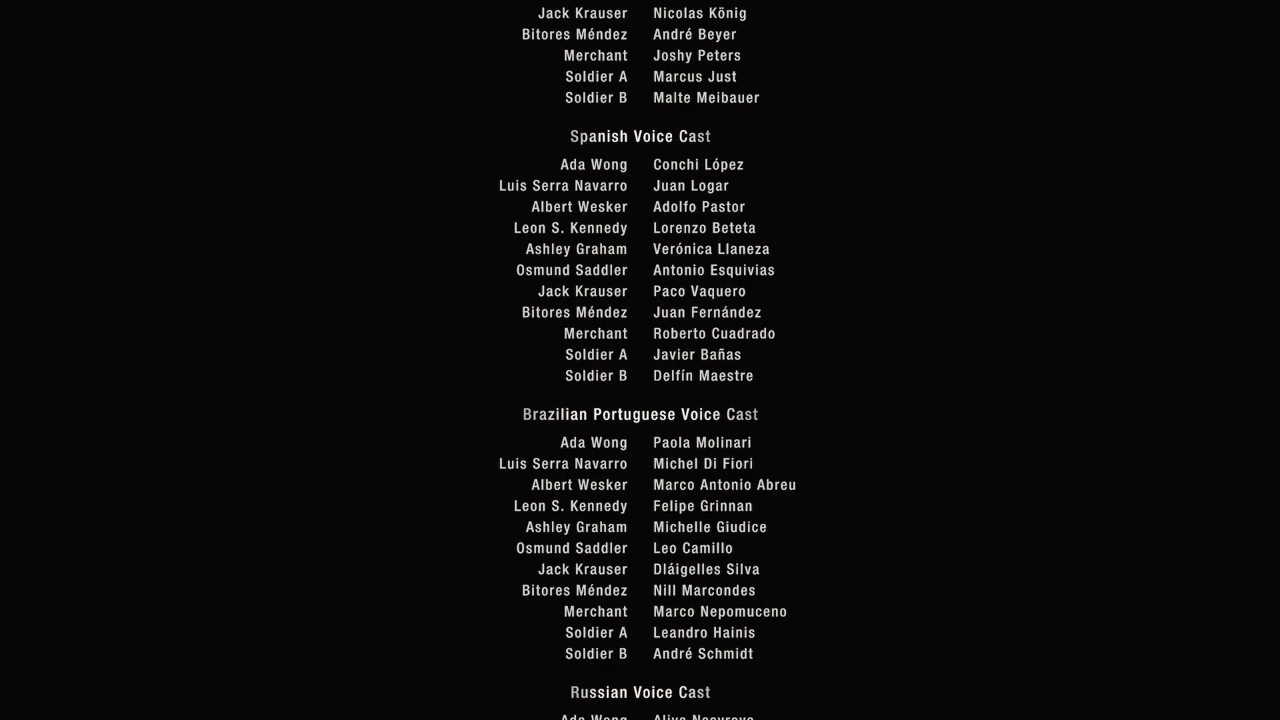 Jack Krauser Nicolas König
Bitores Méndez André Beyer
Merchant Joshy Peters
Soldier A Marcus Just
Soldier B Malte Meibauer
Spanish Voice Cast
Ada Wong Conchi López
Luis Serra Navarro Juan Logar
Albert Wesker Adolfo Pastor
Leon S. Kennedy Lorenzo Beteta
Ashley Graham Verónica Llaneza
Osmund Saddler Antonio Esquivias
Jack Krauser Paco Vaquero
Bitores Méndez Juan Fernández
Merchant Roberto Cuadrado
Soldier A Javier Bañas
Soldier B Delfín Maestre
Brazilian Portuguese Voice Cast
Ada Wong Paola Molinari
Luis Serra Navarro Michel Di Fiori
Albert Wesker Marco Antonio Abreu
Leon S. Kennedy Felipe Grinnan
Ashley Graham Michelle Giudice
Osmund Saddler Leo Camillo
Jack Krauser Dláigelles Silva
Bitores Méndez Nill Marcondes
Merchant Marco Nepomuceno
Soldier A Leandro Hainis
Soldier B André Schmidt
Russian Voice Cast
Ada Wong